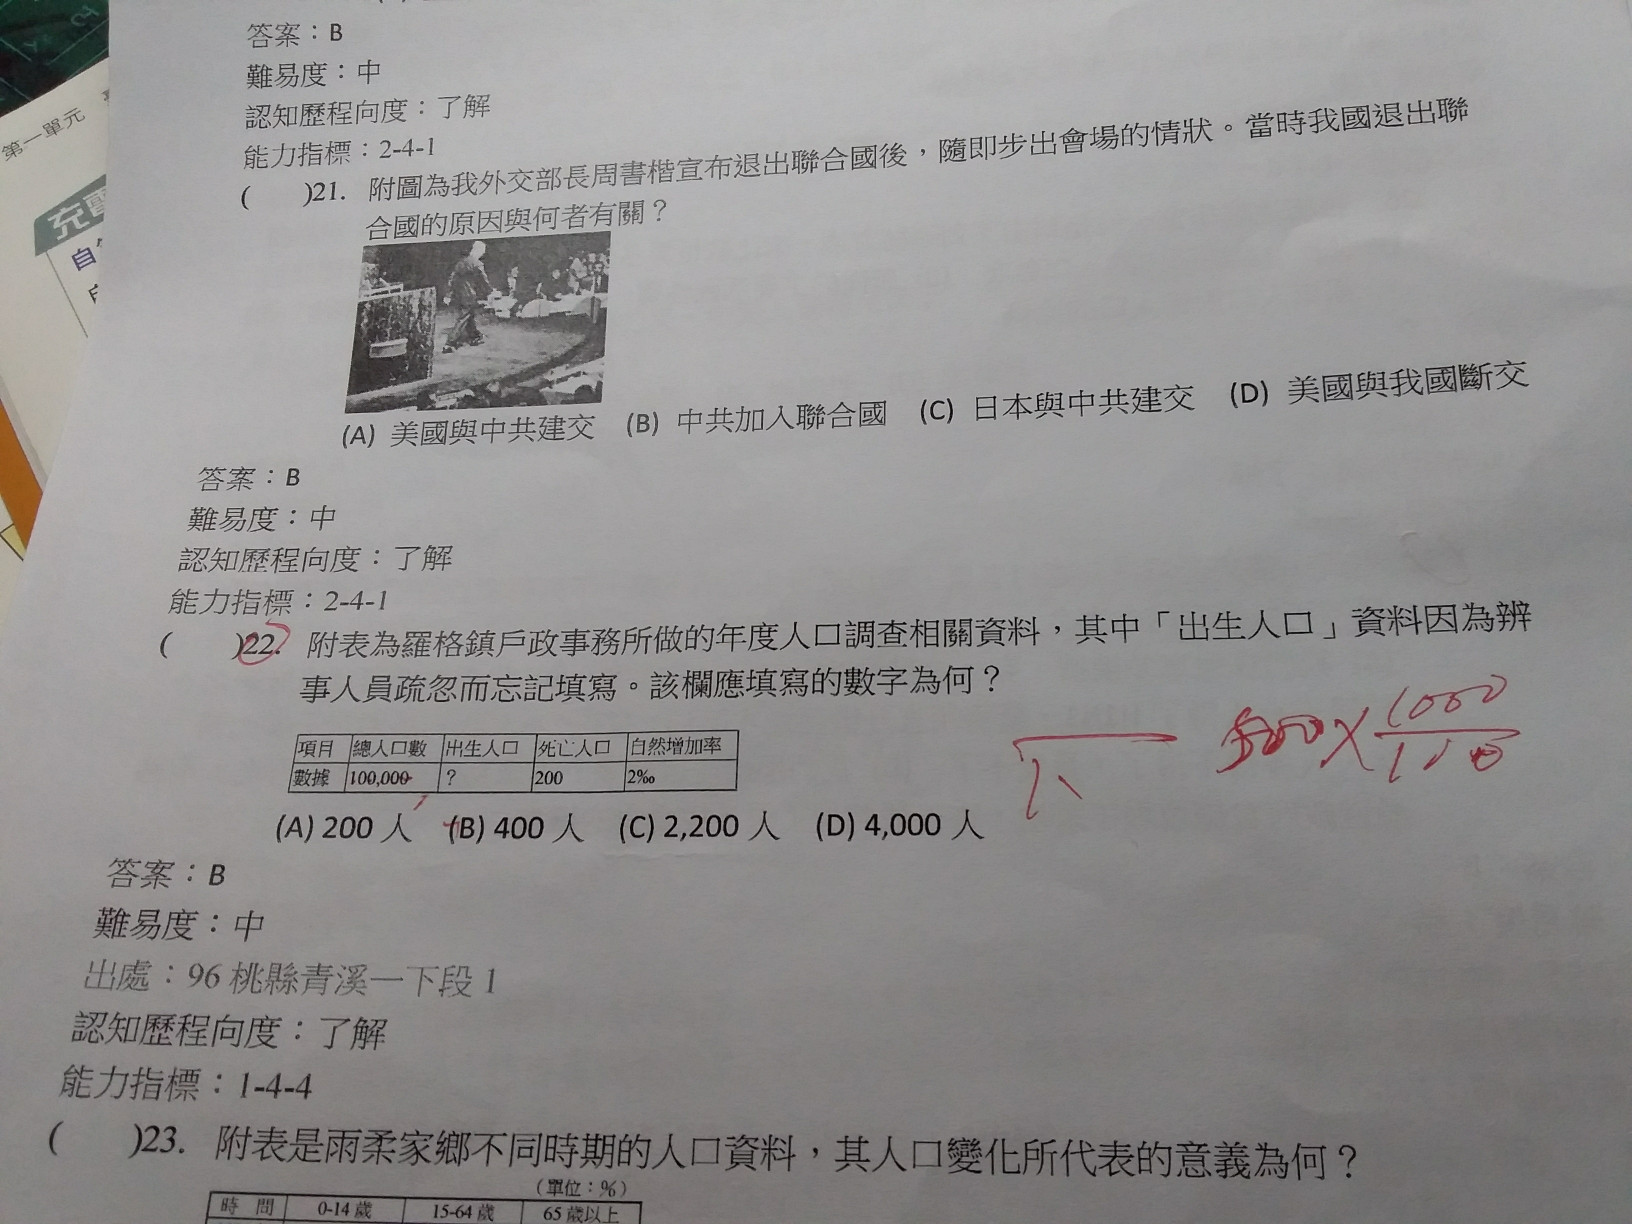 第一單元
充電
自
答案：B
難易度：中
認知歷程向度：了解
能力指標：2-4-1
(　　)21. 附圖為我外交部長周書楷宣布退出聯合國後，隨即步出會場的情狀。當時我國退出聯
合國的原因與何者有關？
(A) 美國與中共建交 (B) 中共加入聯合國 (C) 日本與中共建交 (D) 美國與我國斷交
答案：B
難易度：中
認知歷程向度：了解
能力指標：2-4-1
(　　)22. 附表為羅格鎮戶政事務所做的年度人口調查相關資料，其中「出生人口」資料因為辨
事人員疏忽而忘記填寫。該欄應填寫的數字為何？
項目 總人口數 出生人口 死亡人口 自然增加率
數據 100,000 ? 200 2‰
(A) 200 人 (B) 400 人 (C) 2,200 人 (D) 4,000 人
答案：B
難易度：中
出處：96 桃縣青溪一下段 1
認知歷程向度：了解
能力指標：1-4-4
(　　)23. 附表是雨柔家鄉不同時期的人口資料，其人口變化所代表的意義為何？
（單位：%）
時 間 0-14 歲 15-64 歲 65 歲以上